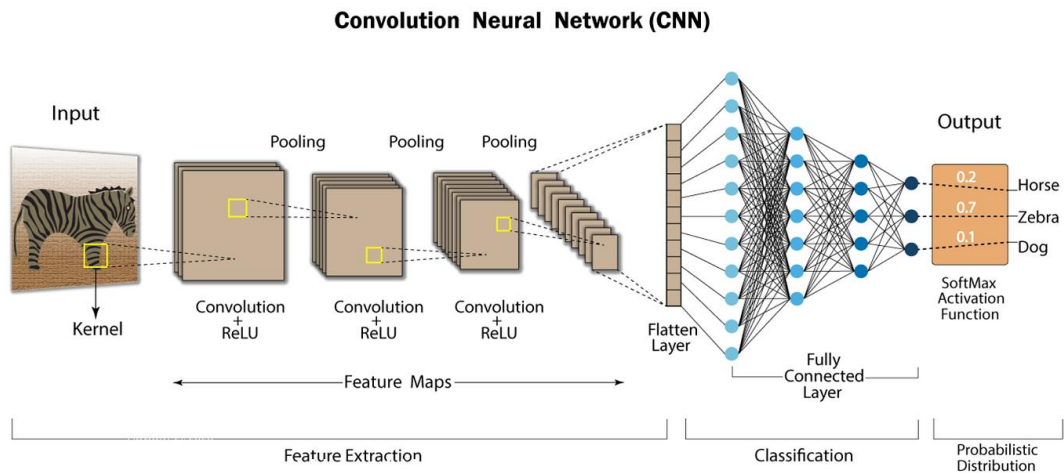 Convolution Neural Network (CNN)
Input
Output
Pooling
Pooling
Pooling
Kernel
Convolution
+
ReLU
Convolution
+
ReLU
Convolution
+
ReLU
Flatten
Layer
0.2
0.7
0.1
Horse
Zebra
Dog
SoftMax
Activation
Function
Feature Maps
Fully
Connected
Layer
Feature Extraction
Classification
Probabilistic
Distribution